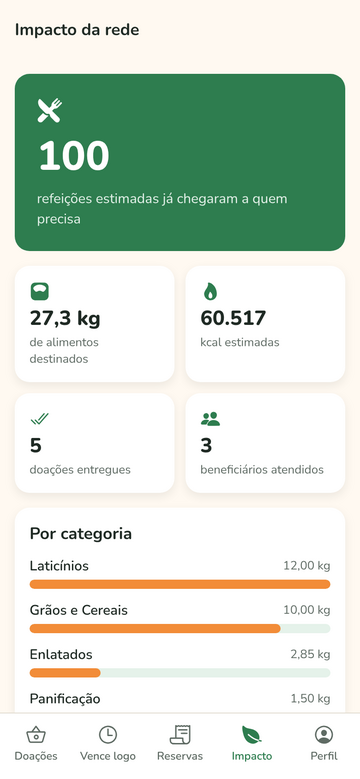 Impacto da rede
100
refeições estimadas já chegaram a quem
precisa
27,3 kg
de alimentos
destinados
60.517
kcal estimadas
5
doações entregues
3
beneficiários atendidos
Por categoria
Laticínios 12,00 kg
Grãos e Cereais 10,00 kg
Enlatados 2,85 kg
Panificação 1,50 kg
Doações Vence logo Reservas Impacto Perfil